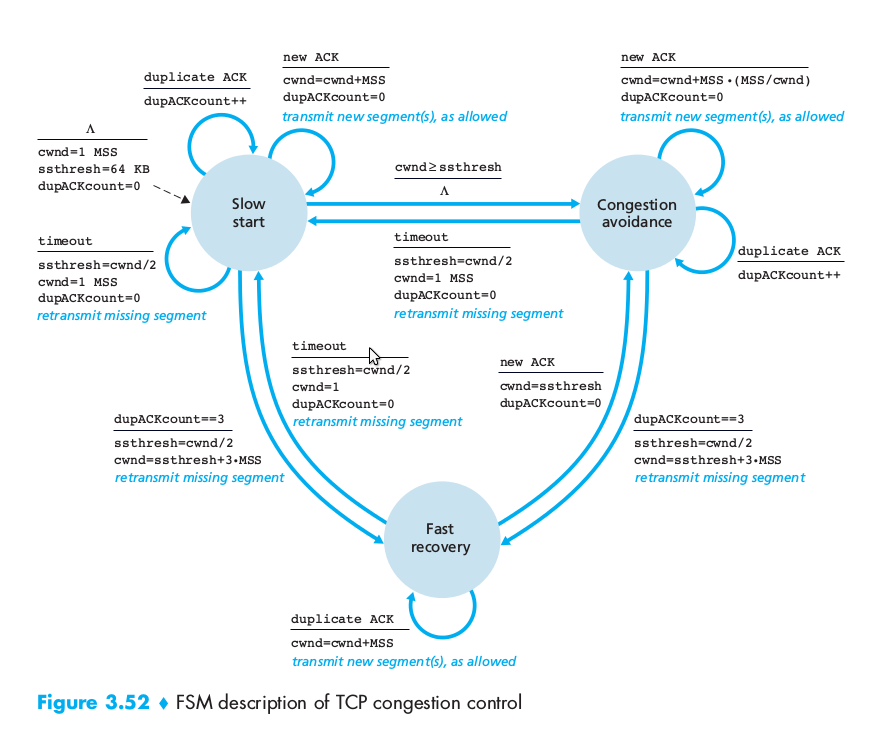 new ACK
cwnd=cwnd+MSS
dupACKcount=0
transmit new segment(s), as allowed
new ACK
cwnd=cwnd+MSS•(MSS/cwnd)
dupACKcount=0
transmit new segment(s), as allowed
duplicate ACK
dupACKcount++
Λ
cwnd=1 MSS
ssthresh=64 KB
dupACKcount=0
cwnd≥ssthresh
Λ
Slow
start
Congestion
avoidance
timeout
ssthresh=cwnd/2
cwnd=1 MSS
dupACKcount=0
retransmit missing segment
timeout
ssthresh=cwnd/2
cwnd=1 MSS
dupACKcount=0
retransmit missing segment
duplicate ACK
dupACKcount++
timeout
ssthresh=cwnd/2
cwnd=1
dupACKcount=0
retransmit missing segment
new ACK
cwnd=ssthresh
dupACKcount=0
dupACKcount==3
ssthresh=cwnd/2
cwnd=ssthresh+3•MSS
retransmit missing segment
dupACKcount==3
ssthresh=cwnd/2
cwnd=ssthresh+3•MSS
retransmit missing segment
Fast
recovery
duplicate ACK
cwnd=cwnd+MSS
transmit new segment(s), as allowed
Figure 3.52 ♦ FSM description of TCP congestion control